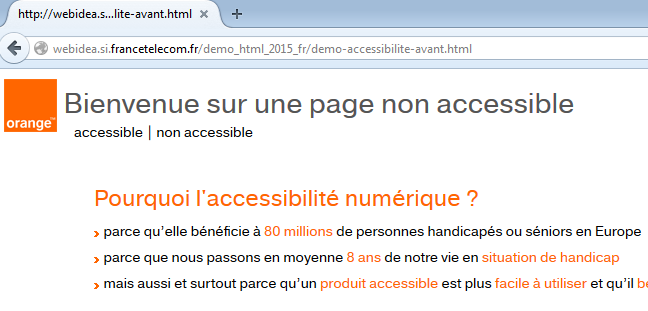 http://webidea.s...lite-avant.html
webidea.si.francetelecom.fr/demo_html_2015_fr/demo-accessibilite-avant.html
orange™
Bienvenue sur une page non accessible
accessible | non accessible
Pourquoi l'accessibilité numérique ?
parce qu'elle bénéficie à 80 millions de personnes handicapés ou séniors en Europe
parce que nous passons en moyenne 8 ans de notre vie en situation de handicap
mais aussi et surtout parce qu'un produit accessible est plus facile à utiliser et qu'il